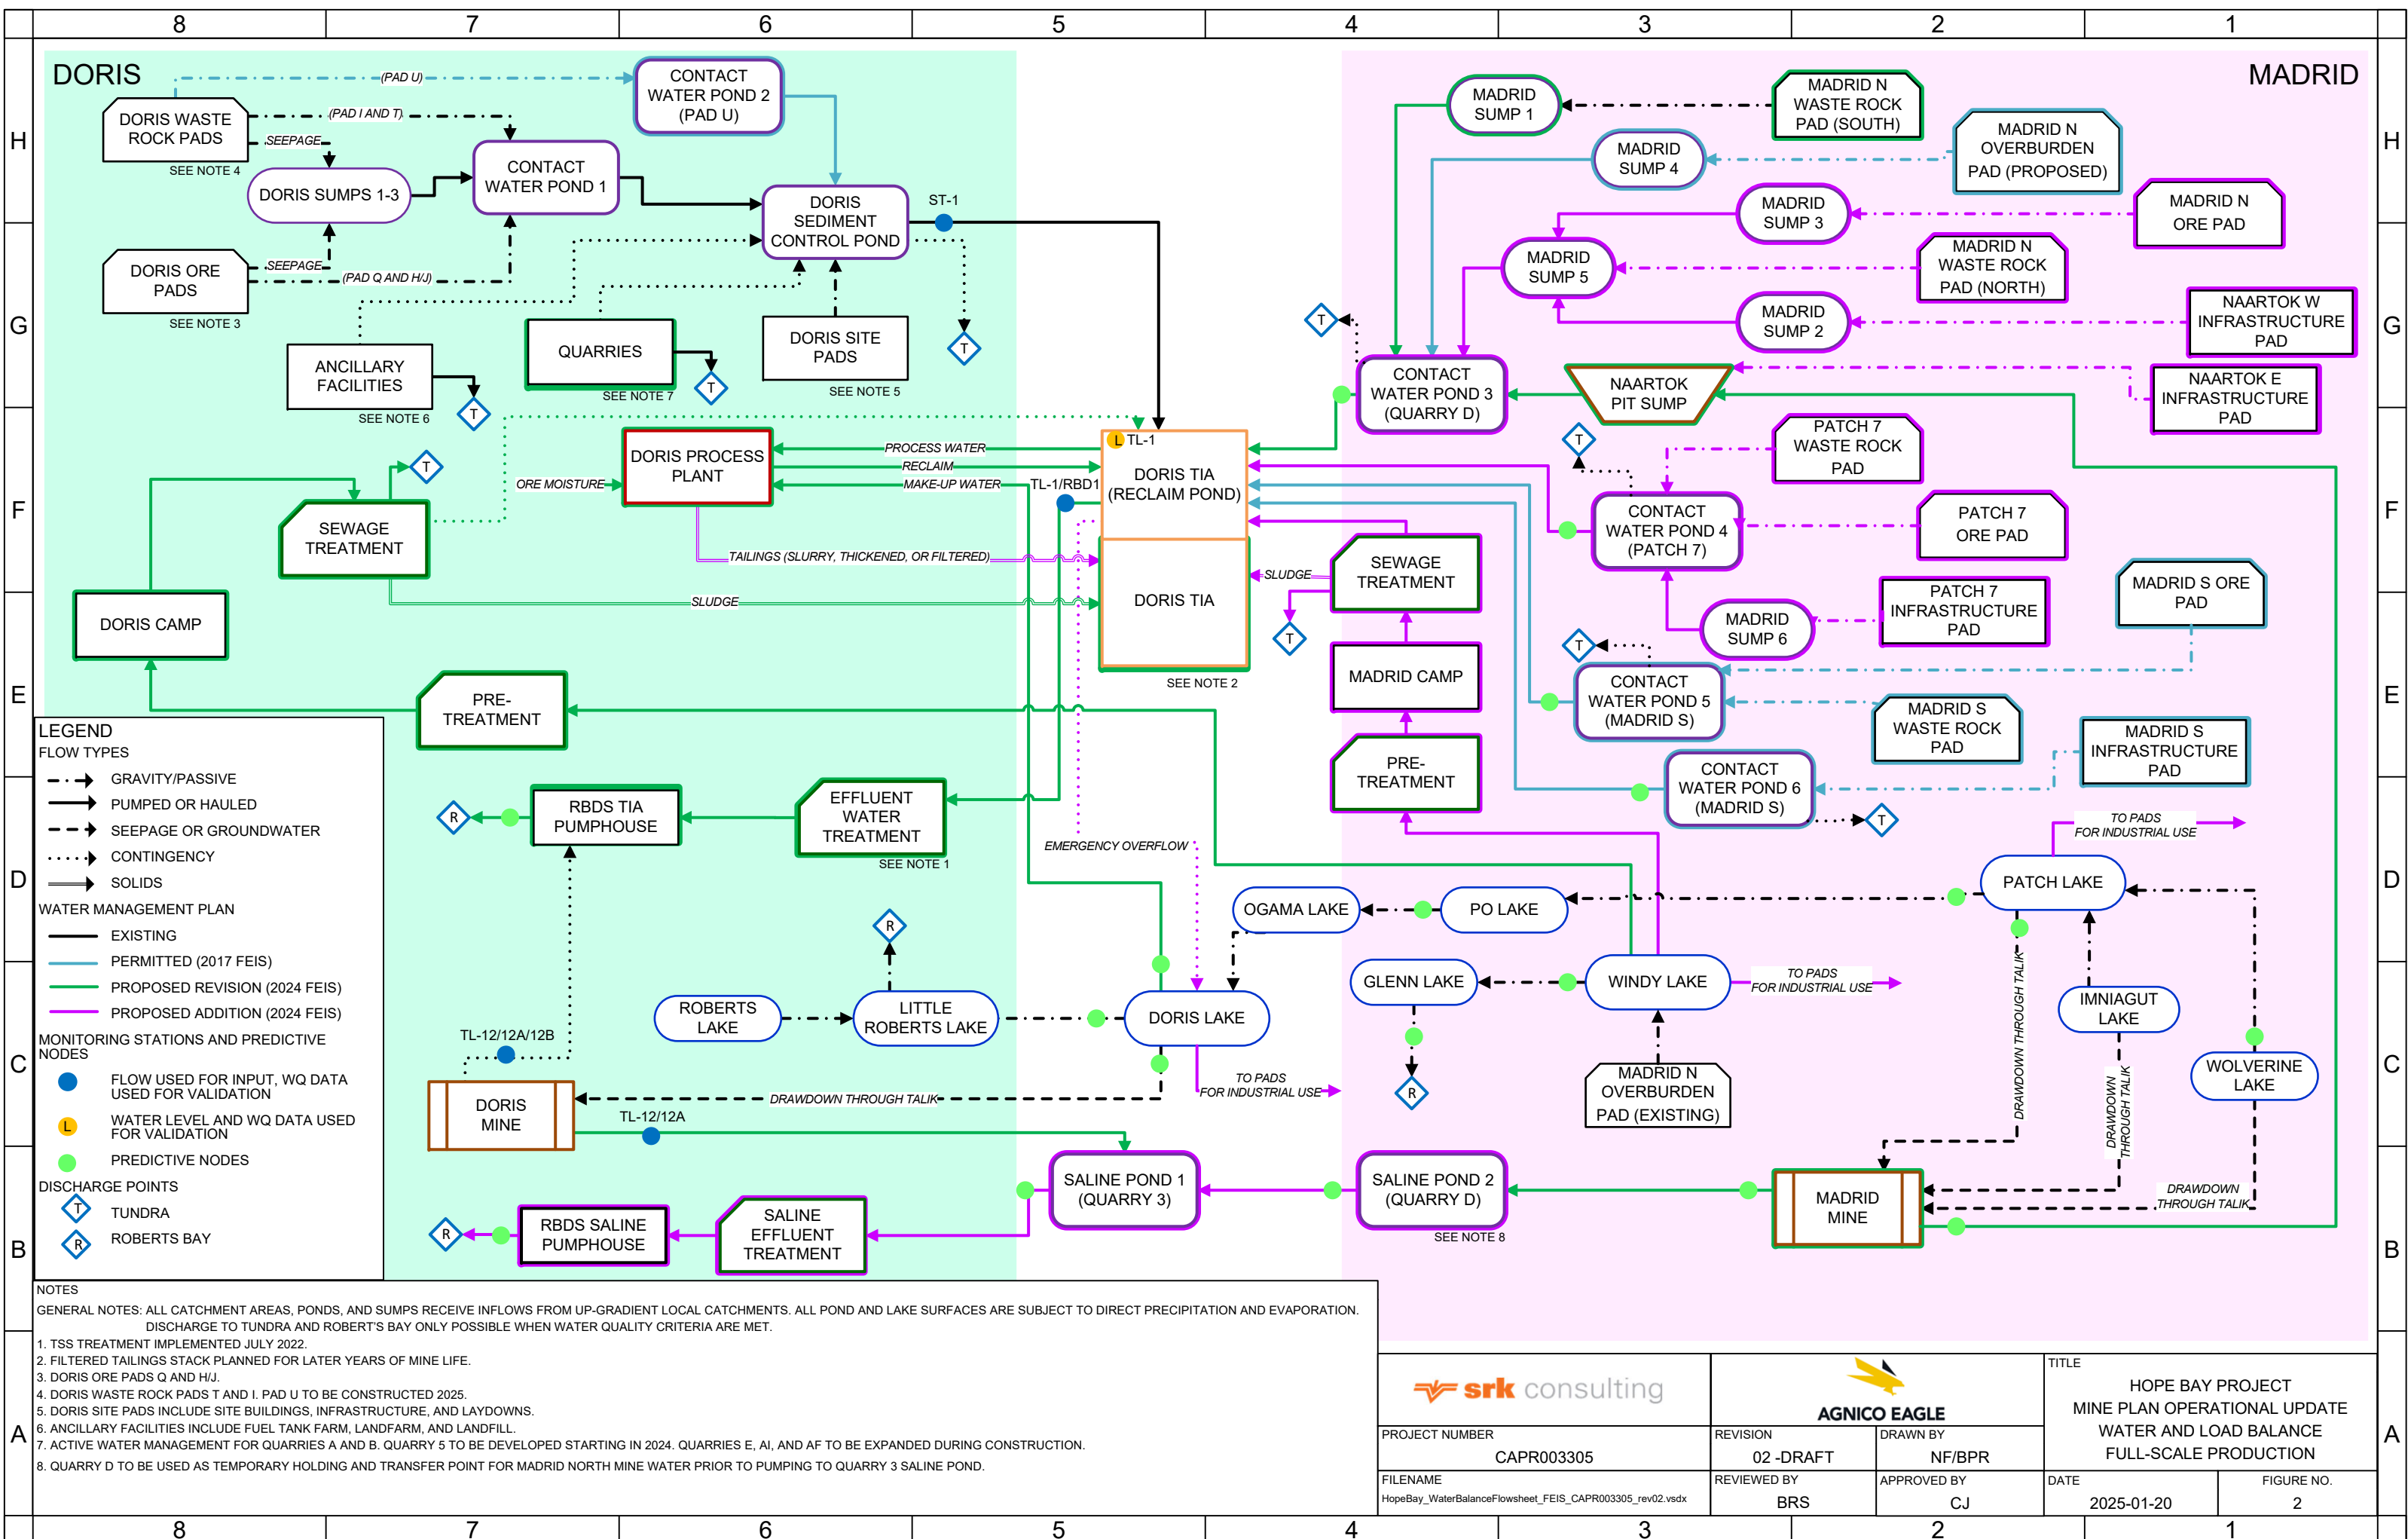 8 7 6 5 4 3 2 1
H
G
F
E
D
C
B
A
H
G
F
E
D
C
B
A
DORIS
MADRID
(PAD U)
CONTACT
WATER POND 2
(PAD U)
DORIS WASTE
ROCK PADS
SEE NOTE 4
(PAD I AND T)
SEEPAGE
DORIS SUMPS 1-3
CONTACT
WATER POND 1
DORIS
SEDIMENT
CONTROL POND
ST-1
DORIS ORE
PADS
SEE NOTE 3
SEEPAGE
(PAD Q AND H/J)
ANCILLARY
FACILITIES
SEE NOTE 6
T
QUARRIES
SEE NOTE 7
T
DORIS SITE
PADS
SEE NOTE 5
T
DORIS PROCESS
PLANT
ORE MOISTURE
PROCESS WATER
RECLAIM
MAKE-UP WATER
L TL-1
DORIS TIA
(RECLAIM POND)
TL-1/RBD1
DORIS TIA
SEE NOTE 2
TAILINGS (SLURRY, THICKENED, OR FILTERED)
SLUDGE
T
SEWAGE
TREATMENT
DORIS CAMP
PRE-
TREATMENT
R
RBDS TIA
PUMPHOUSE
EFFLUENT
WATER
TREATMENT
SEE NOTE 1
EMERGENCY OVERFLOW
R
ROBERTS
LAKE
LITTLE
ROBERTS LAKE
DORIS LAKE
TL-12/12A/12B
DORIS
MINE
DRAWDOWN THROUGH TALIK
TL-12/12A
TO PADS
FOR INDUSTRIAL USE
SALINE POND 1
(QUARRY 3)
SALINE POND 2
(QUARRY D)
SEE NOTE 8
R
RBDS SALINE
PUMPHOUSE
SALINE
EFFLUENT
TREATMENT
MADRID
SUMP 1
MADRID N
WASTE ROCK
PAD (SOUTH)
MADRID
SUMP 4
MADRID N
OVERBURDEN
PAD (PROPOSED)
MADRID
SUMP 3
MADRID N
ORE PAD
MADRID
SUMP 5
MADRID N
WASTE ROCK
PAD (NORTH)
MADRID
SUMP 2
NAARTOK W
INFRASTRUCTURE
PAD
T
CONTACT
WATER POND 3
(QUARRY D)
NAARTOK
PIT SUMP
NAARTOK E
INFRASTRUCTURE
PAD
T
PATCH 7
WASTE ROCK
PAD
CONTACT
WATER POND 4
(PATCH 7)
PATCH 7
ORE PAD
SEWAGE
TREATMENT
SLUDGE
T
MADRID
SUMP 6
PATCH 7
INFRASTRUCTURE
PAD
MADRID S ORE
PAD
MADRID CAMP
T
CONTACT
WATER POND 5
(MADRID S)
MADRID S
WASTE ROCK
PAD
MADRID S
INFRASTRUCTURE
PAD
PRE-
TREATMENT
CONTACT
WATER POND 6
(MADRID S)
T
TO PADS
FOR INDUSTRIAL USE
PATCH LAKE
OGAMA LAKE
PO LAKE
GLENN LAKE
WINDY LAKE
TO PADS
FOR INDUSTRIAL USE
IMNIAGUT
LAKE
WOLVERINE
LAKE
R
MADRID N
OVERBURDEN
PAD (EXISTING)
DRAWDOWN THROUGH TALIK
DRAWDOWN
THROUGH TALIK
DRAWDOWN
THROUGH TALIK
MADRID
MINE
LEGEND
FLOW TYPES
GRAVITY/PASSIVE
PUMPED OR HAULED
SEEPAGE OR GROUNDWATER
CONTINGENCY
SOLIDS
WATER MANAGEMENT PLAN
EXISTING
PERMITTED (2017 FEIS)
PROPOSED REVISION (2024 FEIS)
PROPOSED ADDITION (2024 FEIS)
MONITORING STATIONS AND PREDICTIVE
NODES
FLOW USED FOR INPUT, WQ DATA
USED FOR VALIDATION
L
WATER LEVEL AND WQ DATA USED
FOR VALIDATION
PREDICTIVE NODES
DISCHARGE POINTS
T TUNDRA
R ROBERTS BAY
NOTES
GENERAL NOTES: ALL CATCHMENT AREAS, PONDS, AND SUMPS RECEIVE INFLOWS FROM UP-GRADIENT LOCAL CATCHMENTS. ALL POND AND LAKE SURFACES ARE SUBJECT TO DIRECT PRECIPITATION AND EVAPORATION.
DISCHARGE TO TUNDRA AND ROBERT'S BAY ONLY POSSIBLE WHEN WATER QUALITY CRITERIA ARE MET.
1. TSS TREATMENT IMPLEMENTED JULY 2022.
2. FILTERED TAILINGS STACK PLANNED FOR LATER YEARS OF MINE LIFE.
3. DORIS ORE PADS Q AND H/J.
4. DORIS WASTE ROCK PADS T AND I. PAD U TO BE CONSTRUCTED 2025.
5. DORIS SITE PADS INCLUDE SITE BUILDINGS, INFRASTRUCTURE, AND LAYDOWNS.
6. ANCILLARY FACILITIES INCLUDE FUEL TANK FARM, LANDFARM, AND LANDFILL.
7. ACTIVE WATER MANAGEMENT FOR QUARRIES A AND B. QUARRY 5 TO BE DEVELOPED STARTING IN 2024. QUARRIES E, AI, AND AF TO BE EXPANDED DURING CONSTRUCTION.
8. QUARRY D TO BE USED AS TEMPORARY HOLDING AND TRANSFER POINT FOR MADRID NORTH MINE WATER PRIOR TO PUMPING TO QUARRY 3 SALINE POND.
srk consulting
AGNICO EAGLE
TITLE
HOPE BAY PROJECT
MINE PLAN OPERATIONAL UPDATE
WATER AND LOAD BALANCE
FULL-SCALE PRODUCTION
PROJECT NUMBER
CAPR003305
REVISION
02 -DRAFT
DRAWN BY
NF/BPR
FILENAME
HopeBay_WaterBalanceFlowsheet_FEIS_CAPR003305_rev02.vsdx
REVIEWED BY
BRS
APPROVED BY
CJ
DATE
2025-01-20
FIGURE NO.
2
8 7 6 5 4 3 2 1